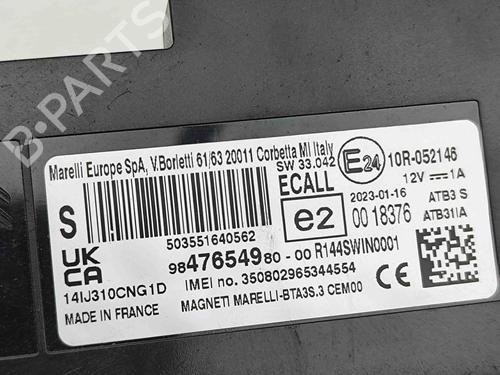 B-PARTS
Marelli Europe SpA, V.Borletti 61/63 20011 Corbetta MI Italy
SW 33.042
E24
10R-052146
ECALL
12V ⎓ 1A
S
e2
2023-01-16
ATB3 S
00 18376
ATB31IA
503551640562
UK
CA
9847654980-00 R144SWIN0001
IMEI no. 350802965344554
14IJ310CNG1D
MADE IN FRANCE
MAGNETI MARELLI-BTA3S.3 CEM00